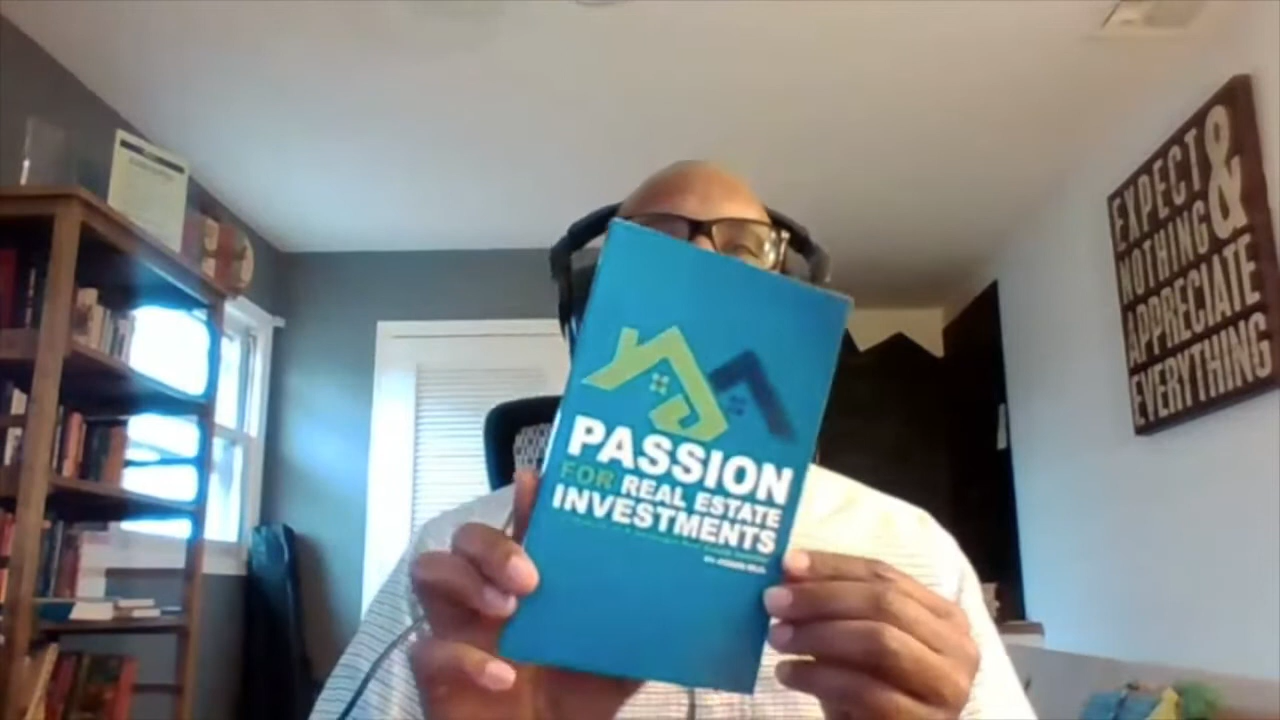 PASSION
FOR REAL ESTATE
INVESTMENTS
EXPECT
NOTHING &
APPRECIATE
EVERYTHING